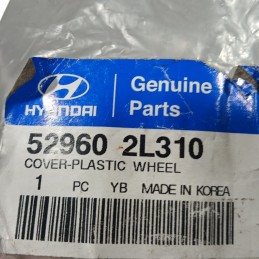 HYUNDAI
Genuine
Parts
52960 2L310
COVER-PLASTIC WHEEL
1 PC YB MADE IN KOREA